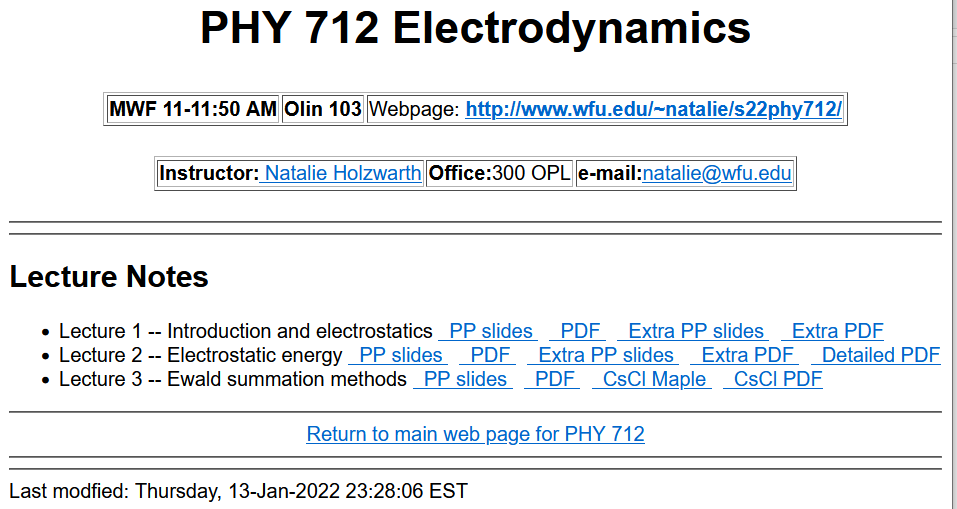 PHY 712 Electrodynamics
MWF 11-11:50 AM Olin 103 Webpage: http://www.wfu.edu/~natalie/s22phy712/
Instructor: Natalie Holzwarth Office:300 OPL e-mail:natalie@wfu.edu
Lecture Notes
• Lecture 1 -- Introduction and electrostatics PP slides PDF Extra PP slides Extra PDF
• Lecture 2 -- Electrostatic energy PP slides PDF Extra PP slides Extra PDF Detailed PDF
• Lecture 3 -- Ewald summation methods PP slides PDF CsCl Maple CsCl PDF
Return to main web page for PHY 712
Last modfied: Thursday, 13-Jan-2022 23:28:06 EST